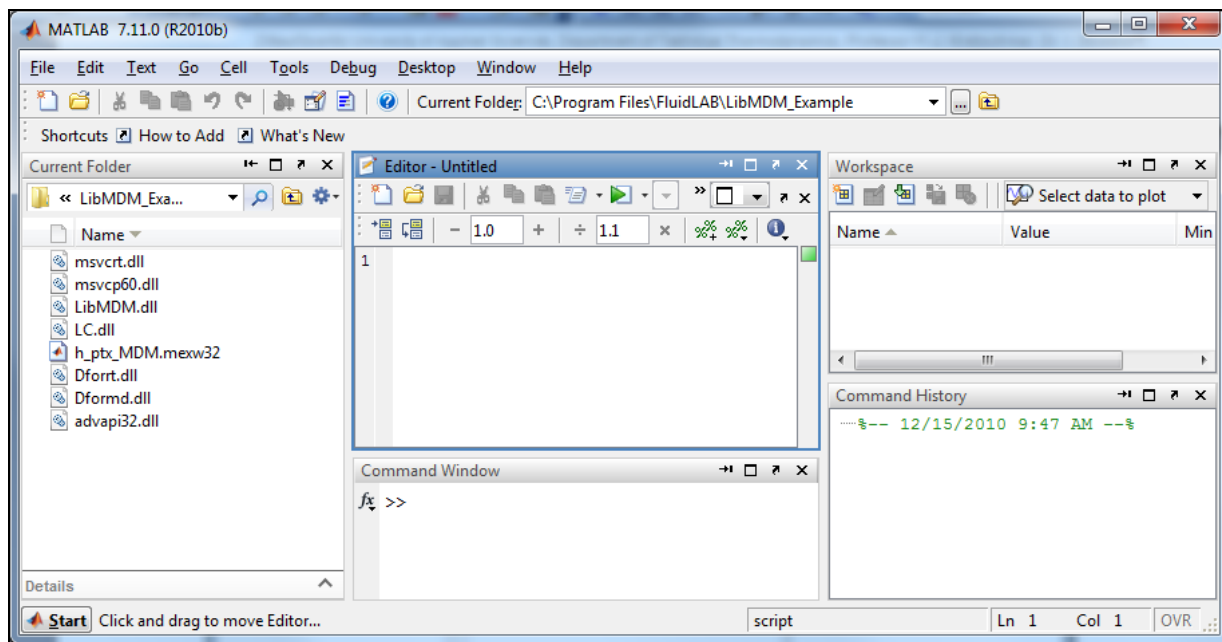 MATLAB 7.11.0 (R2010b)
File Edit Text Go Cell Tools Debug Desktop Window Help
Current Folder: C:\Program Files\FluidLAB\LibMDM_Example
Shortcuts How to Add What's New
Current Folder
« LibMDM_Exa...
Name
msvcrt.dll
msvcp60.dll
LibMDM.dll
LC.dll
h_ptx_MDM.mexw32
Dforrt.dll
Dformd.dll
advapi32.dll
Details
Editor - Untitled
- 1.0 + ÷ 1.1 ×
1
Command Window
fx >>
Workspace
Select data to plot
Name Value Min
Command History
%-- 12/15/2010 9:47 AM --%
Start Click and drag to move Editor...
script
Ln 1 Col 1 OVR